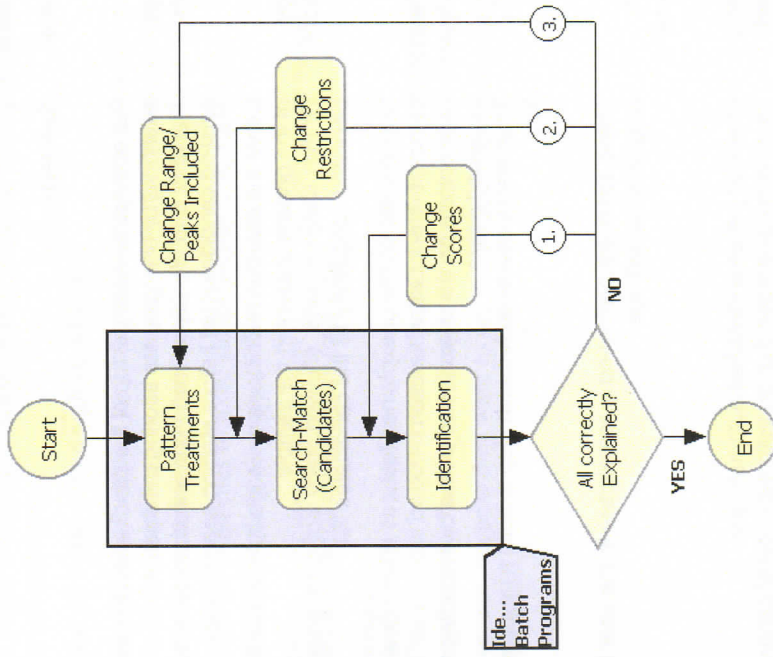 Start
Pattern
Treatments
Change Range/
Peaks Included
Search-Match
(Candidates)
Change
Restrictions
Identification
Change
Scores
Ide...
Batch
Programs
All correctly
Explained?
NO
1.
2.
3.
YES
End